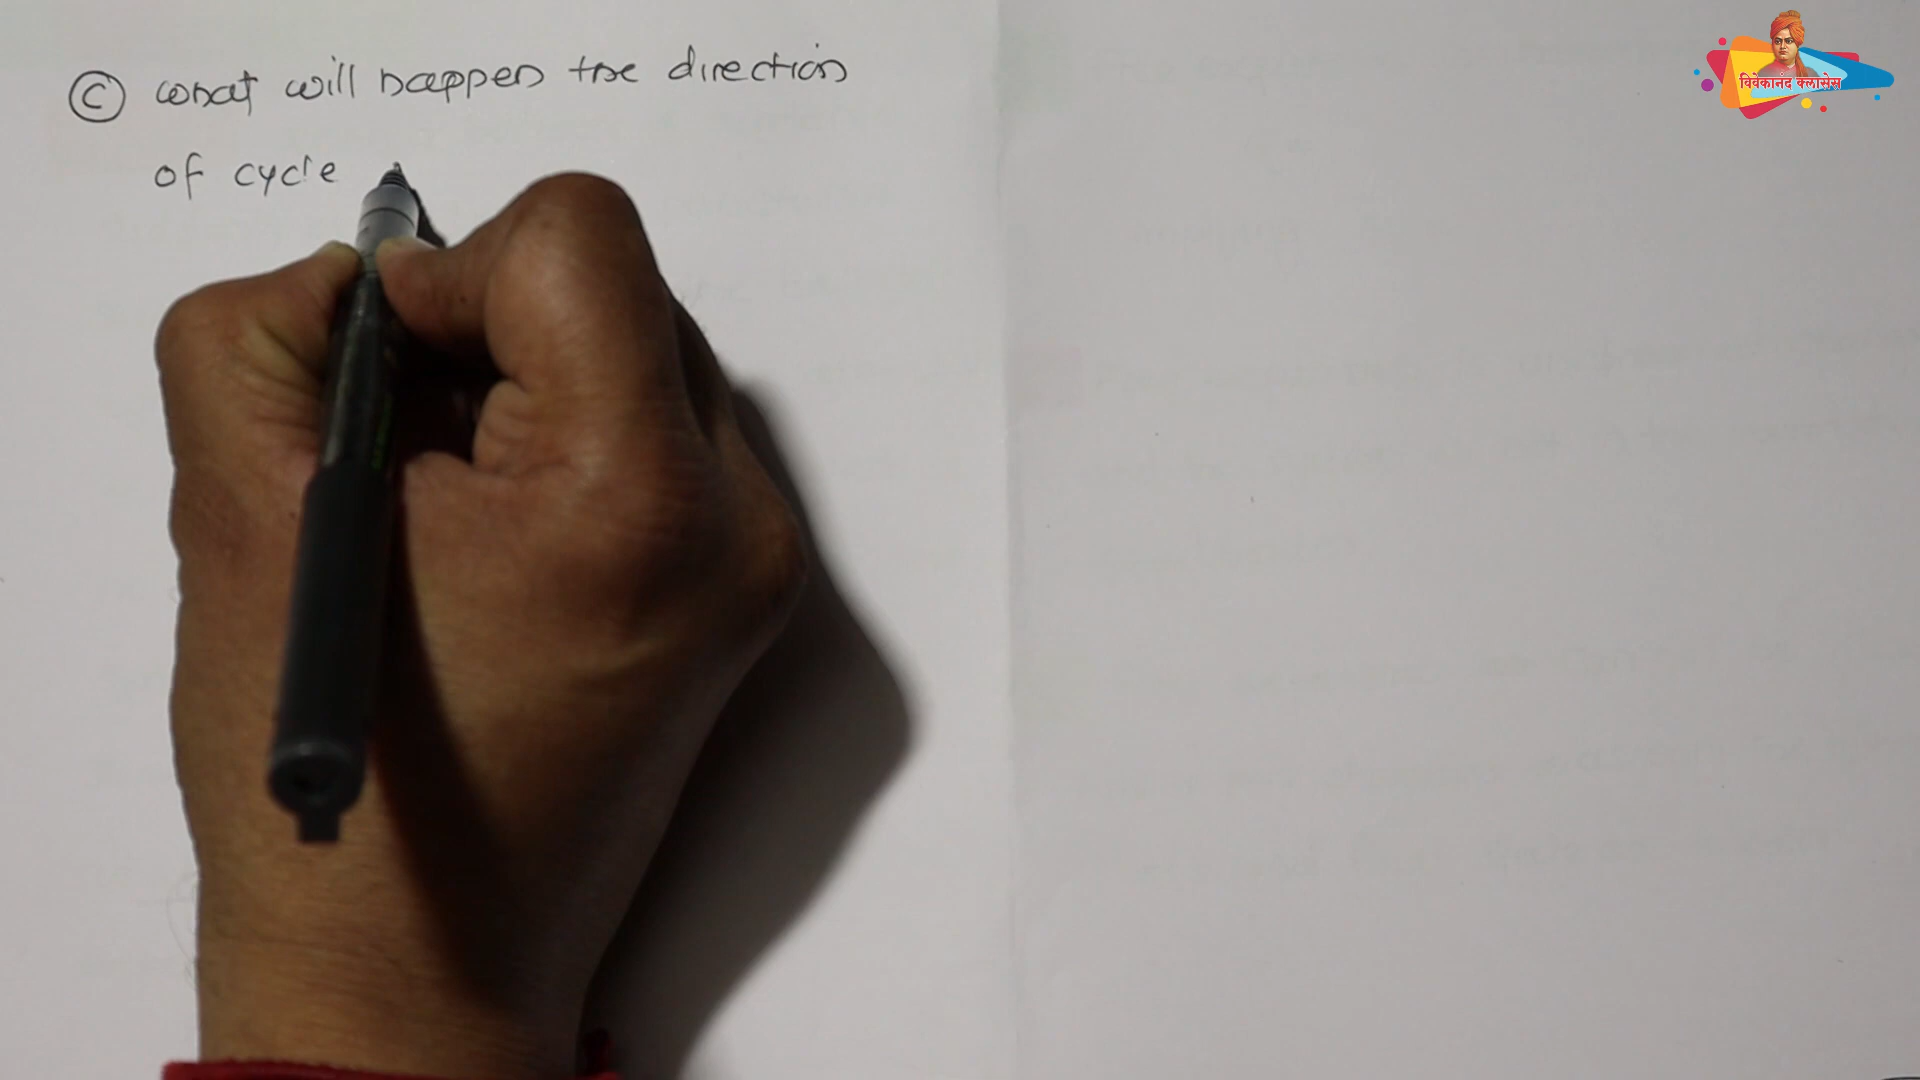 C what will happen the direction
of cycle
विवेकानंद क्लासेस